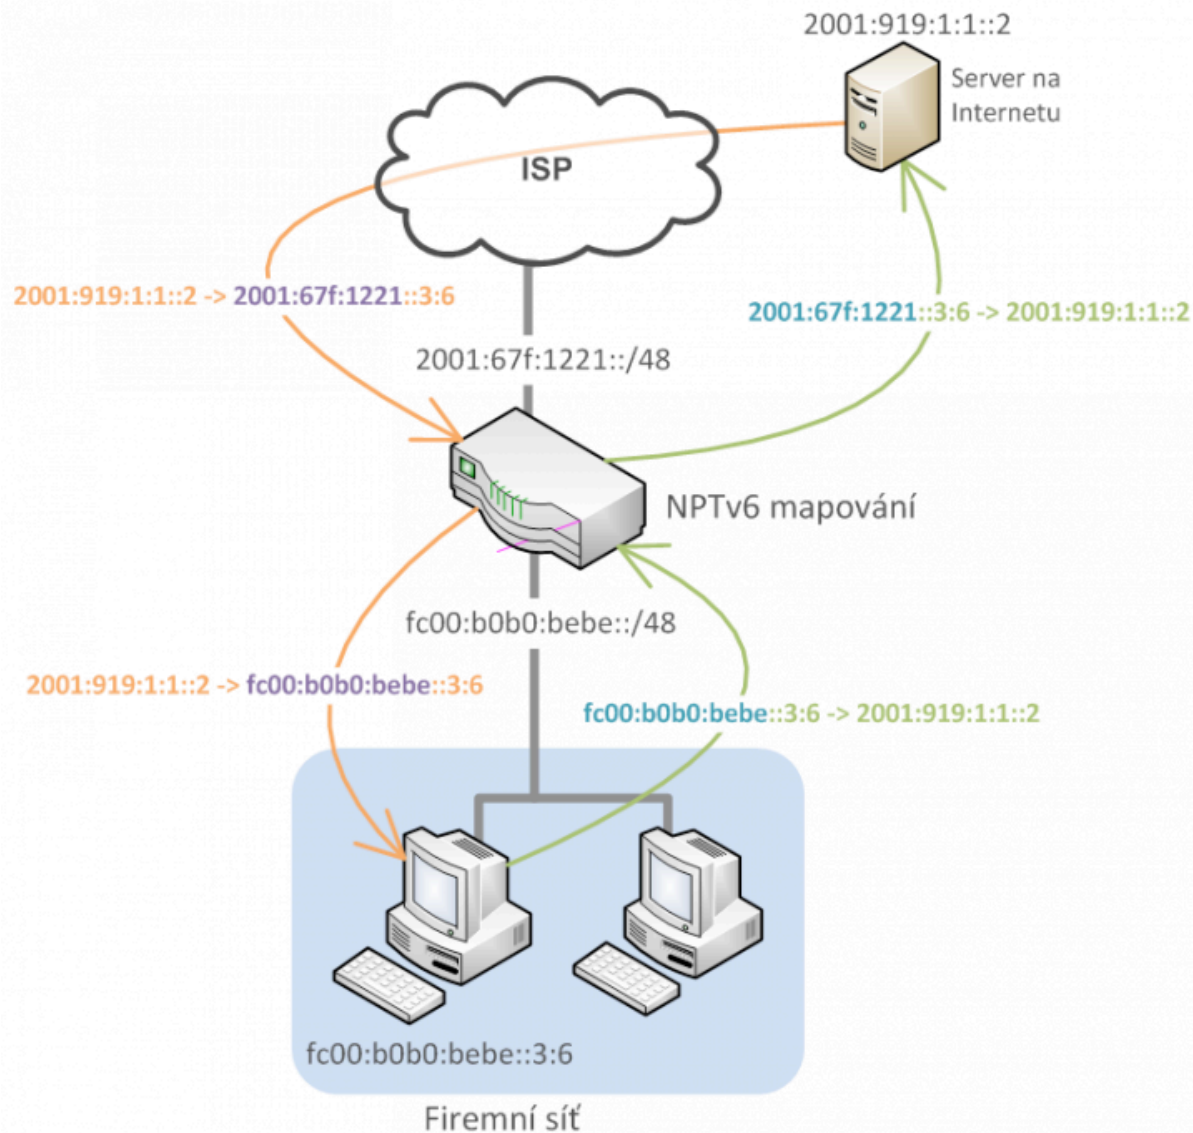 2001:919:1:1::2
Server na
Internetu
ISP
2001:919:1:1::2 -> 2001:67f:1221::3:6
2001:67f:1221::3:6 -> 2001:919:1:1::2
2001:67f:1221::/48
NPTv6 mapování
fc00:b0b0:bebe::/48
2001:919:1:1::2 -> fc00:b0b0:bebe::3:6
fc00:b0b0:bebe::3:6 -> 2001:919:1:1::2
fc00:b0b0:bebe::3:6
Firemní síť